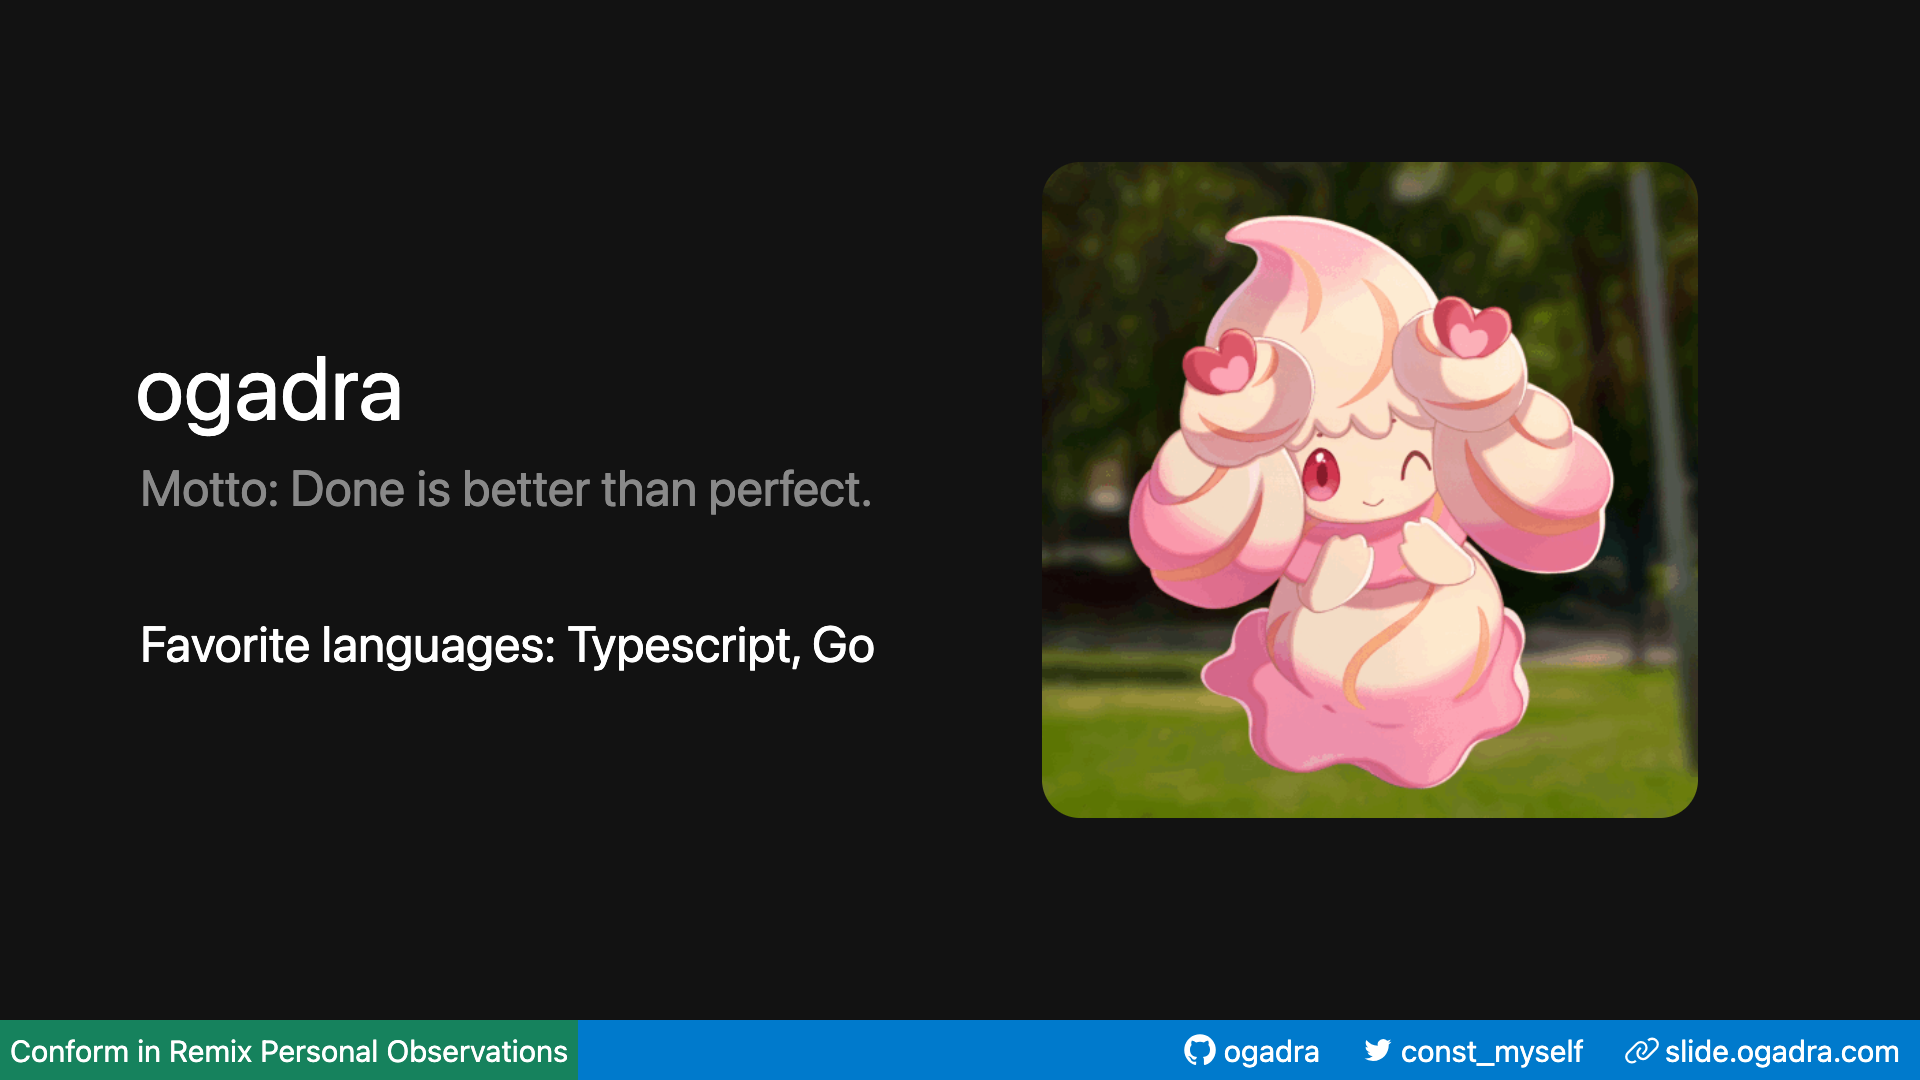 ogadra
Motto: Done is better than perfect.
Favorite languages: Typescript, Go
Conform in Remix Personal Observations
ogadra
const_myself
slide.ogadra.com